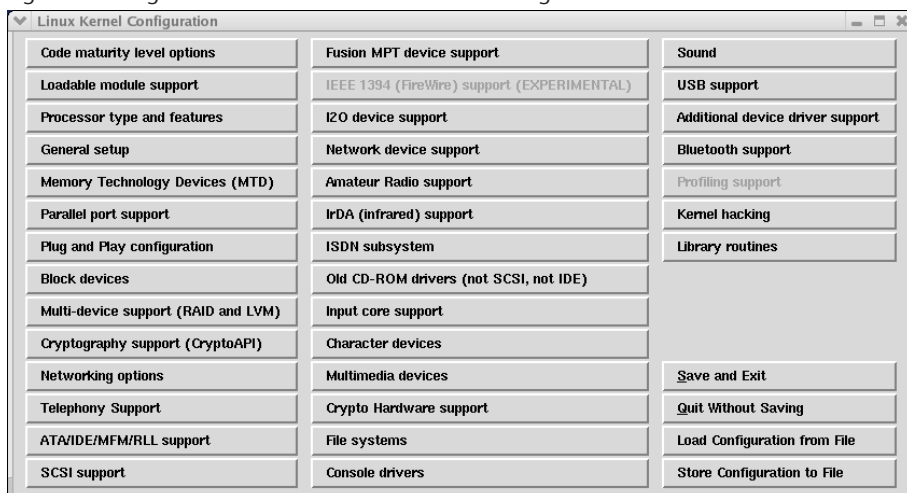 Linux Kernel Configuration
Code maturity level options
Loadable module support
Processor type and features
General setup
Memory Technology Devices (MTD)
Parallel port support
Plug and Play configuration
Block devices
Multi-device support (RAID and LVM)
Cryptography support (CryptoAPI)
Networking options
Telephony Support
ATA/IDE/MFM/RLL support
SCSI support
Fusion MPT device support
IEEE 1394 (FireWire) support (EXPERIMENTAL)
I2O device support
Network device support
Amateur Radio support
IrDA (infrared) support
ISDN subsystem
Old CD-ROM drivers (not SCSI, not IDE)
Input core support
Character devices
Multimedia devices
Crypto Hardware support
File systems
Console drivers
Sound
USB support
Additional device driver support
Bluetooth support
Profiling support
Kernel hacking
Library routines
Save and Exit
Quit Without Saving
Load Configuration from File
Store Configuration to File